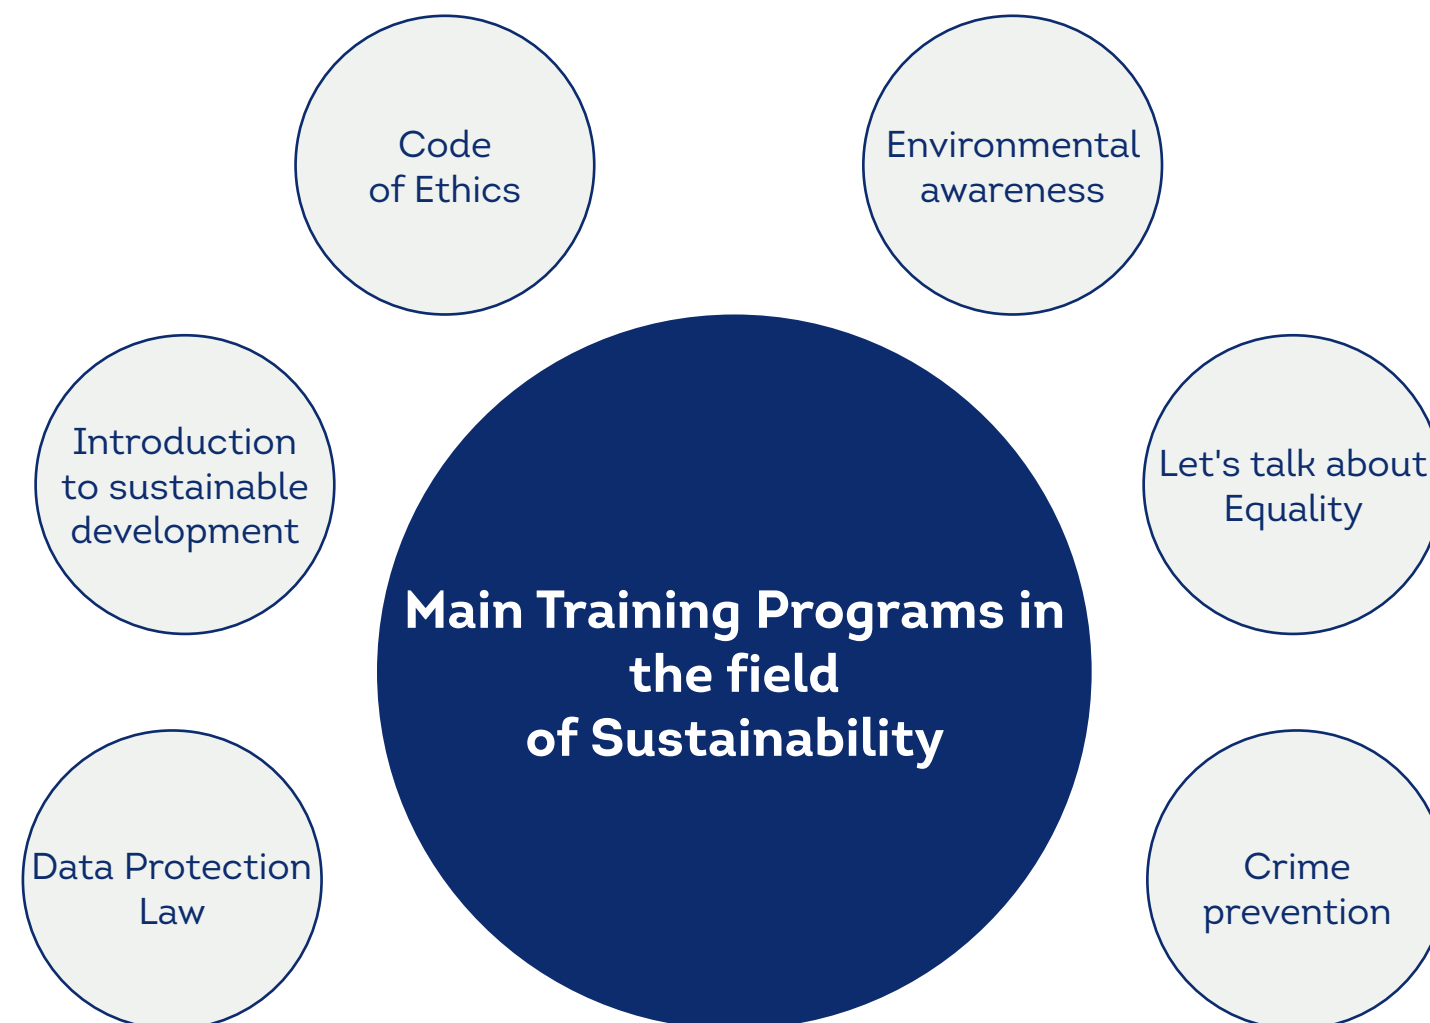 Code
of Ethics
Environmental
awareness
Introduction
to sustainable
development
Let's talk about
Equality
Main Training Programs in
the field
of Sustainability
Data Protection
Law
Crime
prevention